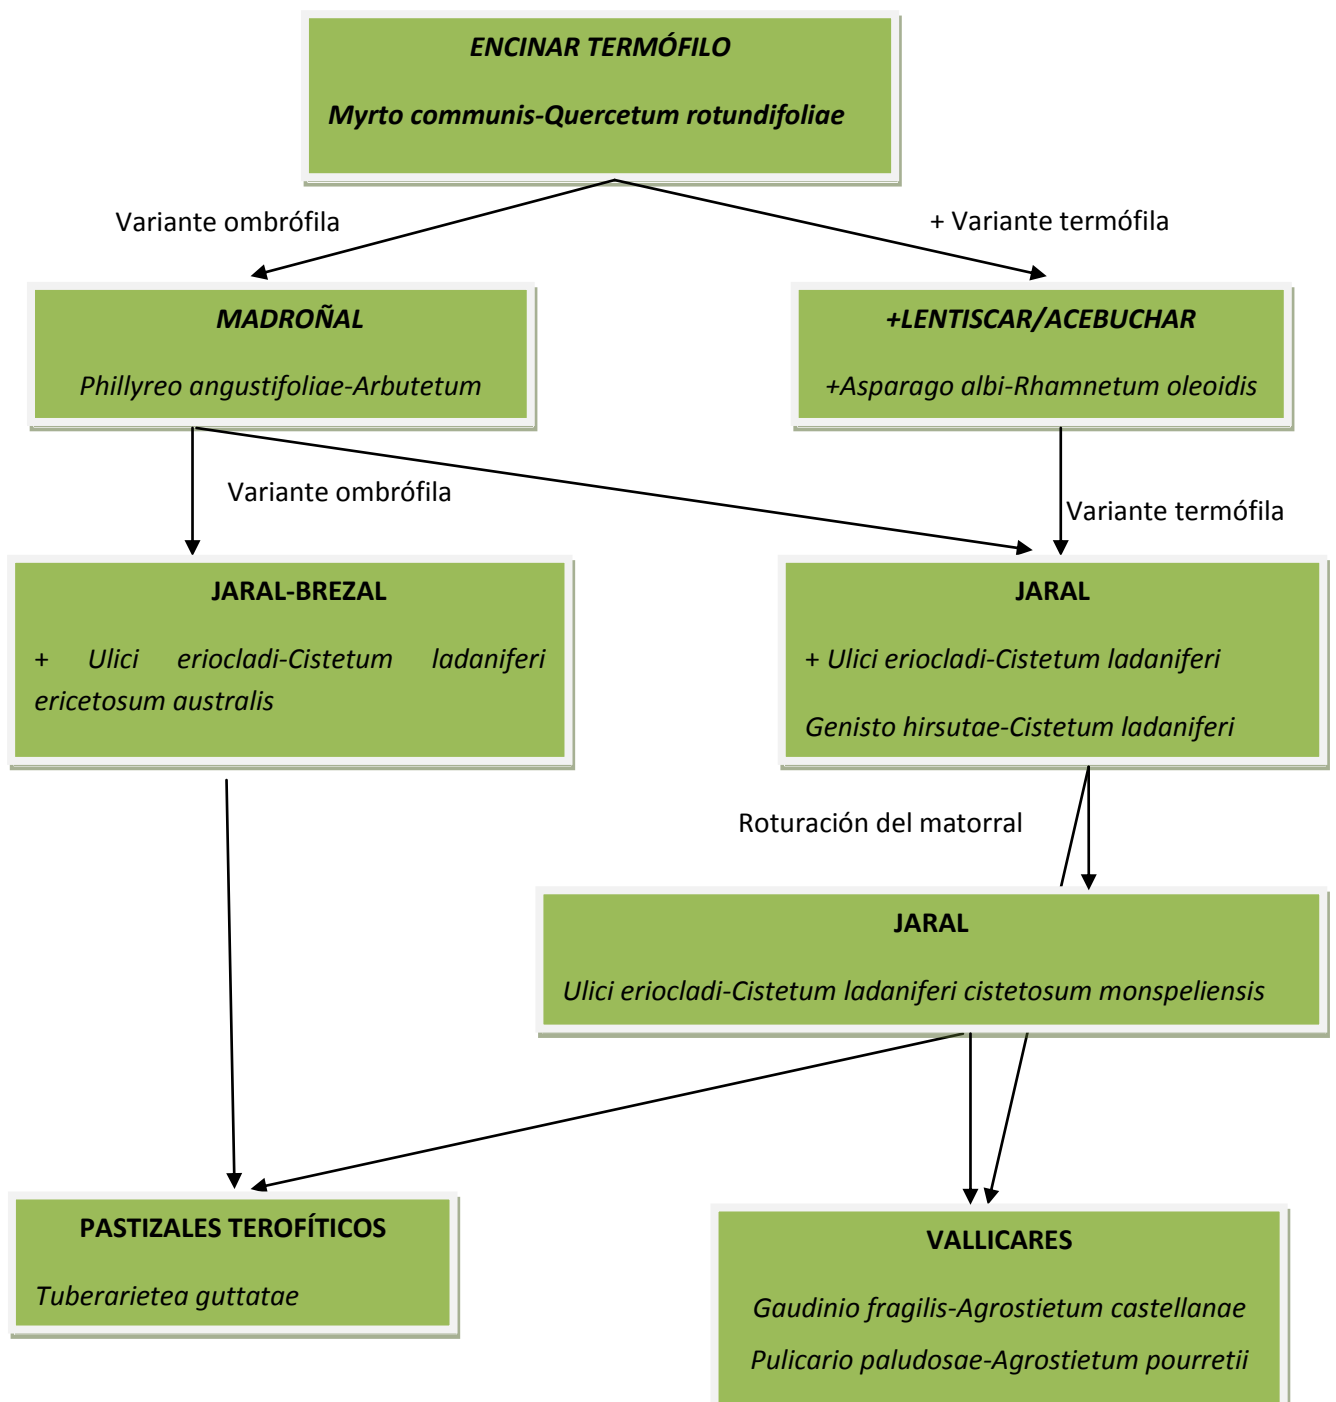 ENCINAR TERMÓFILO
Myrto communis-Quercetum rotundifoliae
Variante ombrófila
+ Variante termófila
MADROÑAL
Phillyreo angustifoliae-Arbutetum
+LENTISCAR/ACEBUCHAR
+Asparago albi-Rhamnetum oleoidis
Variante ombrófila
Variante termófila
JARAL-BREZAL
+ Ulici eriocladi-Cistetum ladaniferi
ericetosum australis
JARAL
+ Ulici eriocladi-Cistetum ladaniferi
Genisto hirsutae-Cistetum ladaniferi
Roturación del matorral
JARAL
Ulici eriocladi-Cistetum ladaniferi cistetosum monspeliensis
PASTIZALES TEROFÍTICOS
Tuberarietea guttatae
VALLICARES
Gaudinio fragilis-Agrostietum castellanae
Pulicario paludosae-Agrostietum pourretii